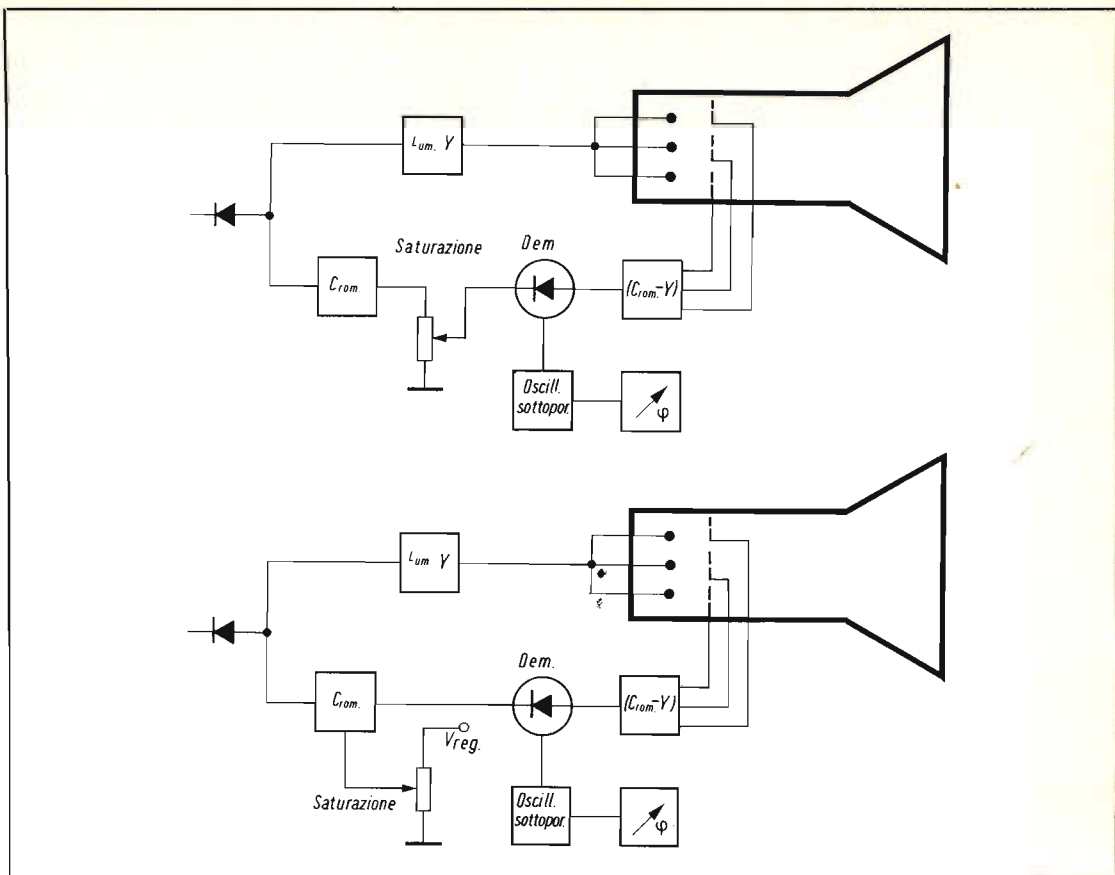 Lum. Y
Saturazione
Dem
Crom.
(Crom.-Y)
Oscill.
sottopor.
φ
Lum Y
Dem.
Crom.
(Crom.-Y)
Vreg.
Saturazione
Oscill.
sottopor.
φ